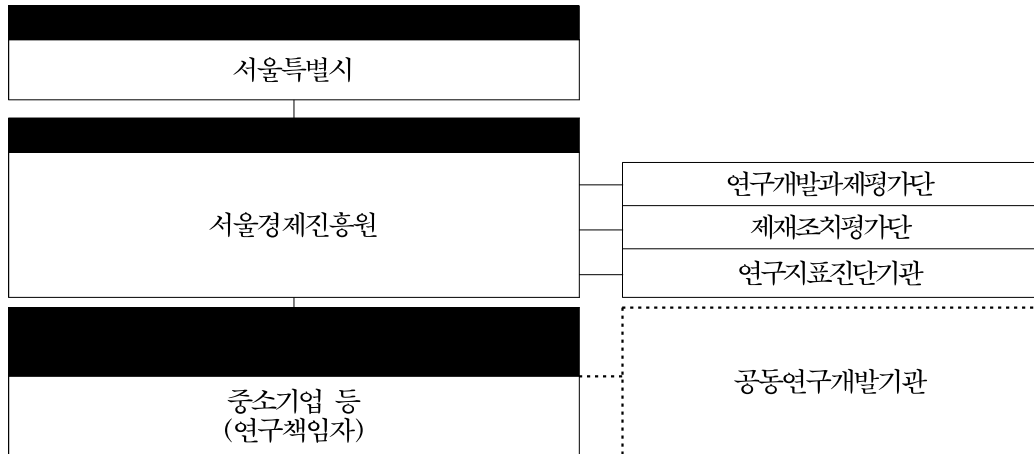 서울특별시
서울경제진흥원
연구개발과제평가단
제재조치평가단
연구지표진단기관
중소기업 등
(연구책임자)
공동연구개발기관